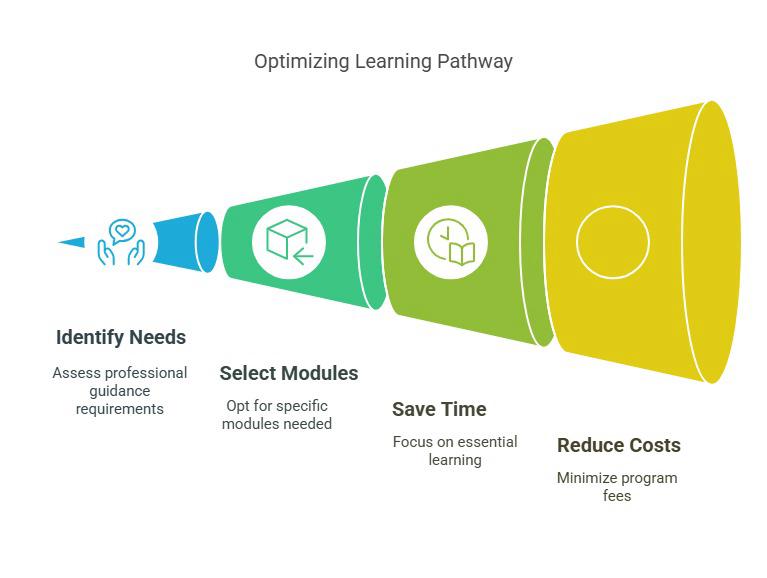 Optimizing Learning Pathway
Identify Needs
Assess professional
guidance
requirements
Select Modules
Opt for specific
modules needed
Save Time
Focus on essential
learning
Reduce Costs
Minimize program
fees